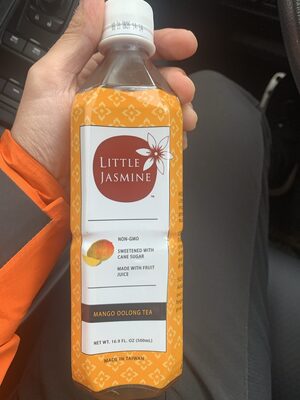 LITTLE
JASMINE
TM
NON-GMO
SWEETENED WITH
CANE SUGAR
MADE WITH FRUIT
JUICE
MANGO OOLONG TEA
NET WT. 16.9 FL. OZ (500mL)
MADE IN TAIWAN